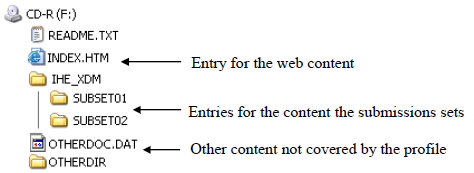 CD-R (F:)
README.TXT
INDEX.HTM
Entry for the web content
IHE_XDM
SUBSET01
Entries for the content the submissions sets
SUBSET02
OTHERDOC.DAT
Other content not covered by the profile
OTHERDIR